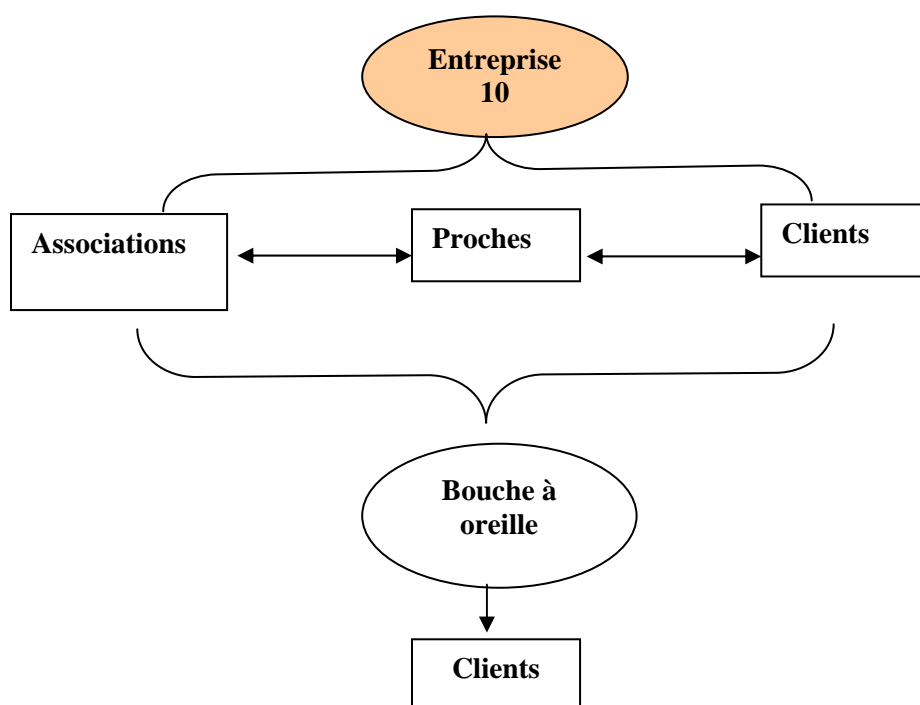 Entreprise
10
Associations
Proches
Clients
Bouche à
oreille
Clients